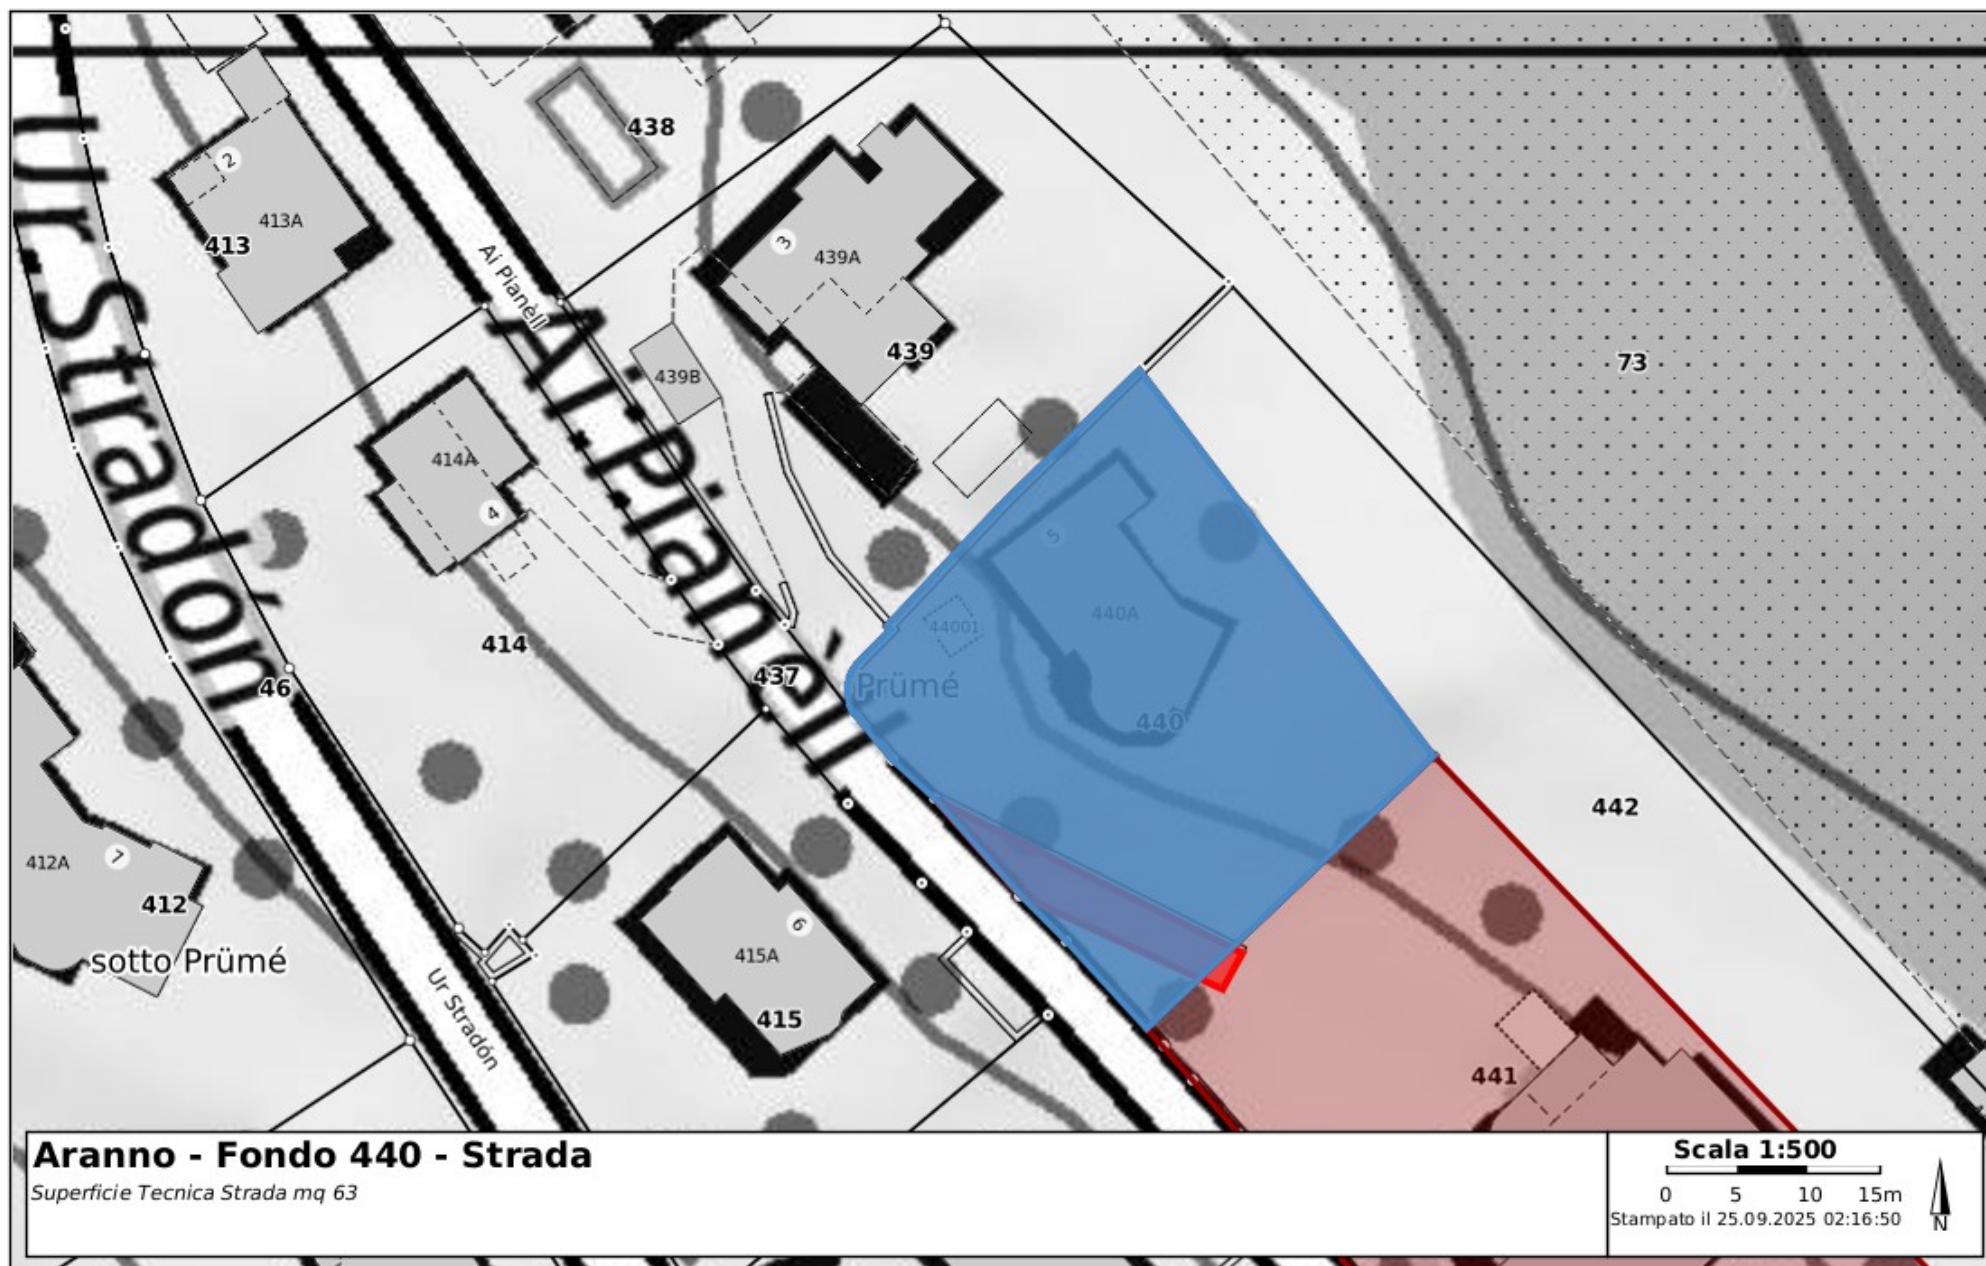 438
2
413A
413
Ur Stradón
Ai Pianèll
3
439A
439
439B
73
Ai Pianèll
414A
4
5
440A
44001
414
46
437
Prümé
440
442
412A
7
412
sotto Prümé
6
415A
415
Ur Stradón
441
Aranno - Fondo 440 - Strada
Superficie Tecnica Strada mq 63
Scala 1:500
0 5 10 15m
Stampato il 25.09.2025 02:16:50
N